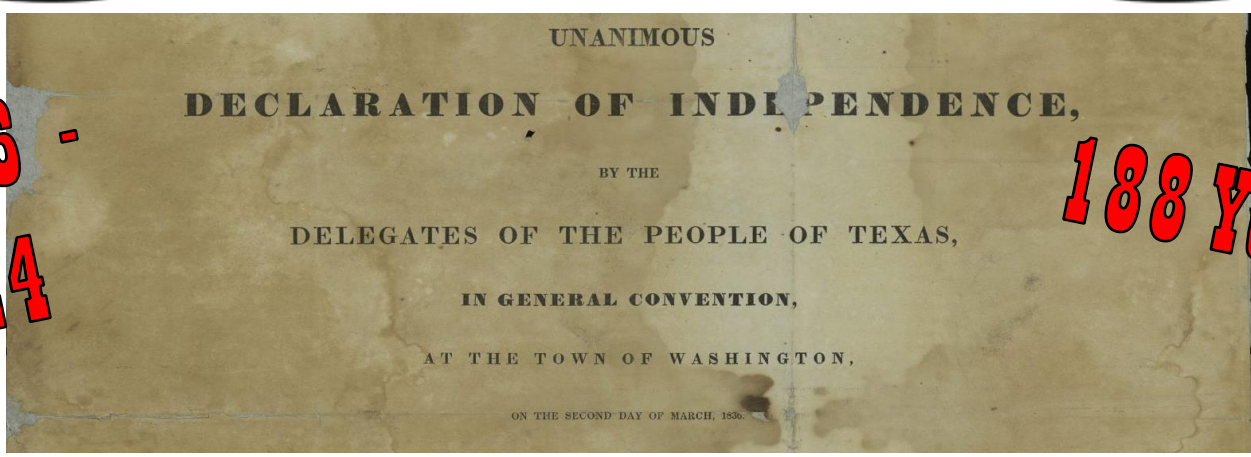 UNANIMOUS
DECLARATION OF INDEPENDENCE,
BY THE
DELEGATES OF THE PEOPLE OF TEXAS,
IN GENERAL CONVENTION,
AT THE TOWN OF WASHINGTON,
ON THE SECOND DAY OF MARCH, 1836.
188